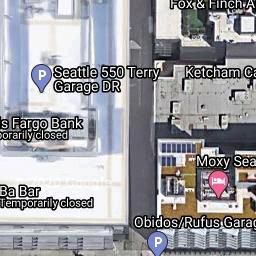 Fox & Finch A
Seattle 550 Terry
Garage DR
Ketcham Ca
s Fargo Bank
porarily closed
Moxy Sea
Ba Bar
Temporarily closed
Obidos/Rufus Garag